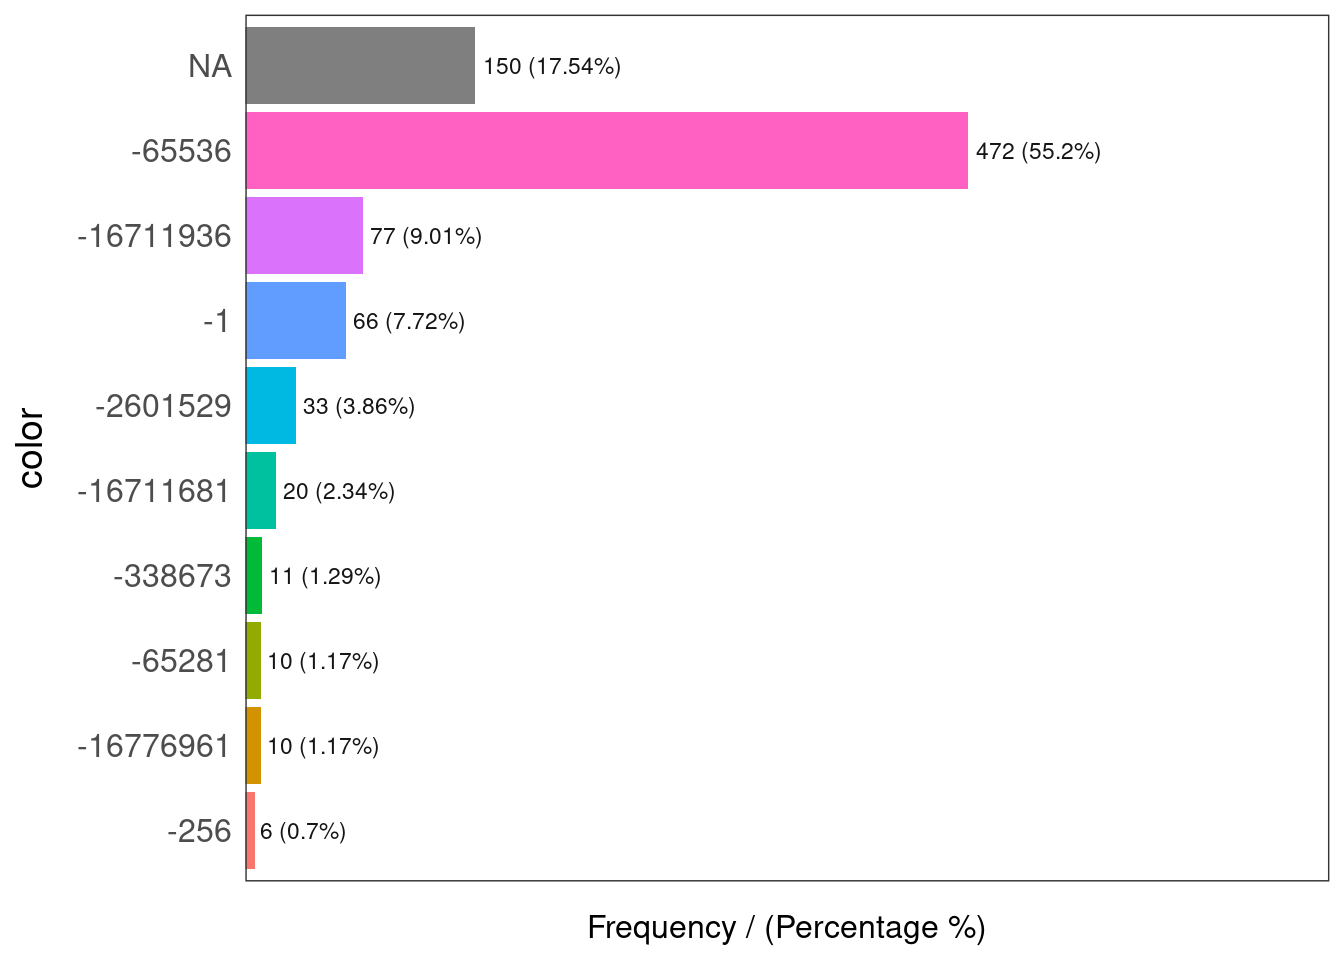 NA 150 (17.54%)
-65536 472 (55.2%)
-16711936 77 (9.01%)
-1 66 (7.72%)
-2601529 33 (3.86%)
-16711681 20 (2.34%)
-338673 11 (1.29%)
-65281 10 (1.17%)
-16776961 10 (1.17%)
-256 6 (0.7%)
color
Frequency / (Percentage %)